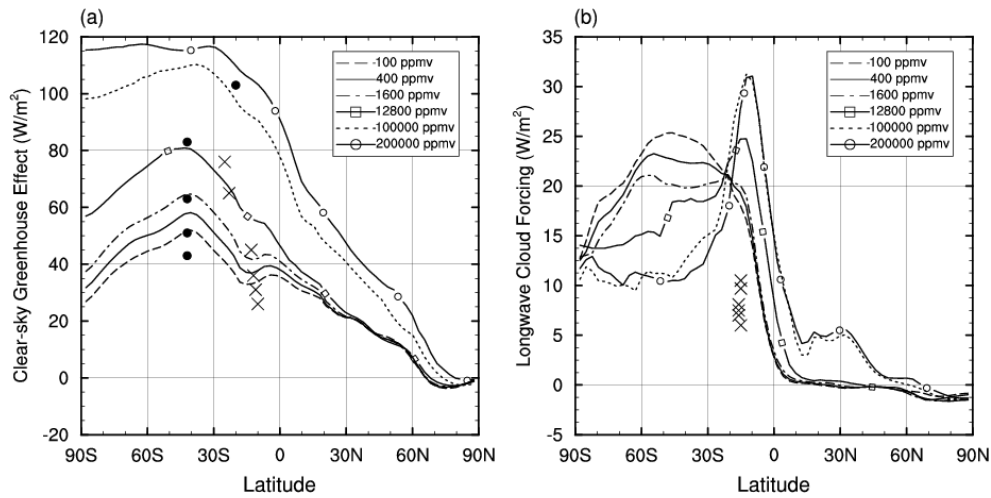 (a)
Clear-sky Greenhouse Effect (W/m²)
120
100
80
60
40
20
0
-20
90S 60S 30S 0 30N 60N 90N
Latitude
100 ppmv
400 ppmv
1600 ppmv
12800 ppmv
100000 ppmv
200000 ppmv
(b)
Longwave Cloud Forcing (W/m²)
35
30
25
20
15
10
5
0
-5
90S 60S 30S 0 30N 60N 90N
Latitude
100 ppmv
400 ppmv
1600 ppmv
12800 ppmv
100000 ppmv
200000 ppmv